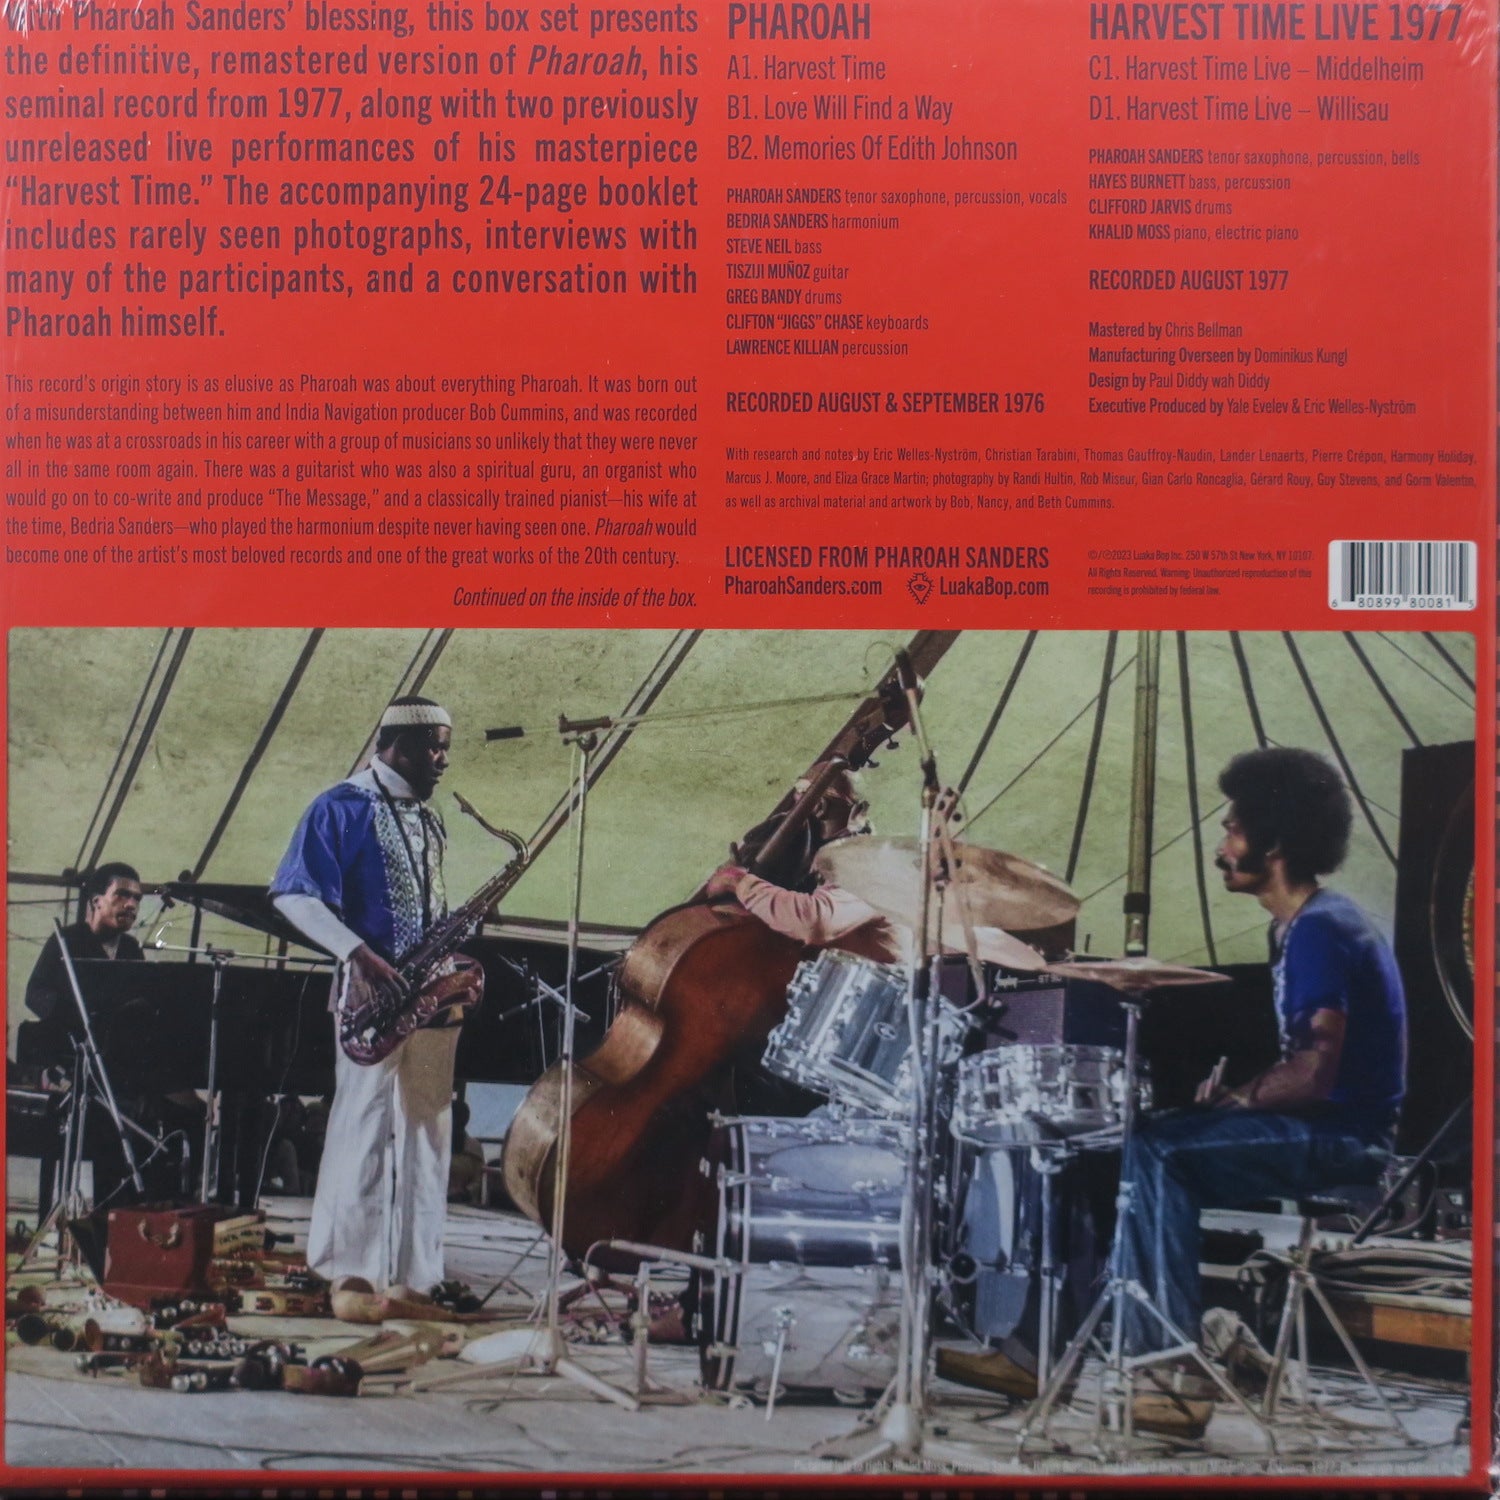 With Pharoah Sanders' blessing, this box set presents
the definitive, remastered version of Pharoah, his
seminal record from 1977, along with two previously
unreleased live performances of his masterpiece
“Harvest Time.” The accompanying 24-page booklet
includes rarely seen photographs, interviews with
many of the participants, and a conversation with
Pharoah himself.
This record's origin story is as elusive as Pharoah was about everything Pharoah. It was born out
of a misunderstanding between him and India Navigation producer Bob Cummins, and was recorded
when he was at a crossroads in his career with a group of musicians so unlikely that they were never
all in the same room again. There was a guitarist who was also a spiritual guru, an organist who
would go on to co-write and produce “The Message,” and a classically trained pianist—his wife at
the time, Bedria Sanders—who played the harmonium despite never having seen one. Pharoah would
become one of the artist's most beloved records and one of the great works of the 20th century.
Continued on the inside of the box.
PHAROAH
A1. Harvest Time
B1. Love Will Find a Way
B2. Memories Of Edith Johnson
PHAROAH SANDERS tenor saxophone, percussion, vocals
BEDRIA SANDERS harmonium
STEVE NEIL bass
TISZIJI MUÑOZ guitar
GREG BANDY drums
CLIFTON “JIGGS” CHASE keyboards
LAWRENCE KILLIAN percussion
RECORDED AUGUST & SEPTEMBER 1976
HARVEST TIME LIVE 1977
C1. Harvest Time Live – Middelheim
D1. Harvest Time Live – Willisau
PHAROAH SANDERS tenor saxophone, percussion, bells
HAYES BURNETT bass, percussion
CLIFFORD JARVIS drums
KHALID MOSS piano, electric piano
RECORDED AUGUST 1977
Mastered by Chris Bellman
Manufacturing Overseen by Dominikus Kungl
Design by Paul Diddy wah Diddy
Executive Produced by Yale Evelev & Eric Welles-Nyström
With research and notes by Eric Welles-Nyström, Christian Tarabini, Thomas Gauffroy-Naudin, Lander Lenaerts, Pierre Crépon, Harmony Holiday,
Marcus J. Moore, and Eliza Grace Martin; photography by Randi Hultin, Rob Miseur, Gian Carlo Roncaglia, Gérard Rouy, Guy Stevens, and Gorm Valentin,
as well as archival material and artwork by Bob, Nancy, and Beth Cummins.
LICENSED FROM PHAROAH SANDERS
PharoahSanders.com LuakaBop.com
©/℗2023 Luaka Bop Inc. 250 W 57th St New York, NY 10107.
All Rights Reserved. Warning: Unauthorized reproduction of this
recording is prohibited by federal law.
6 80899 80081 5